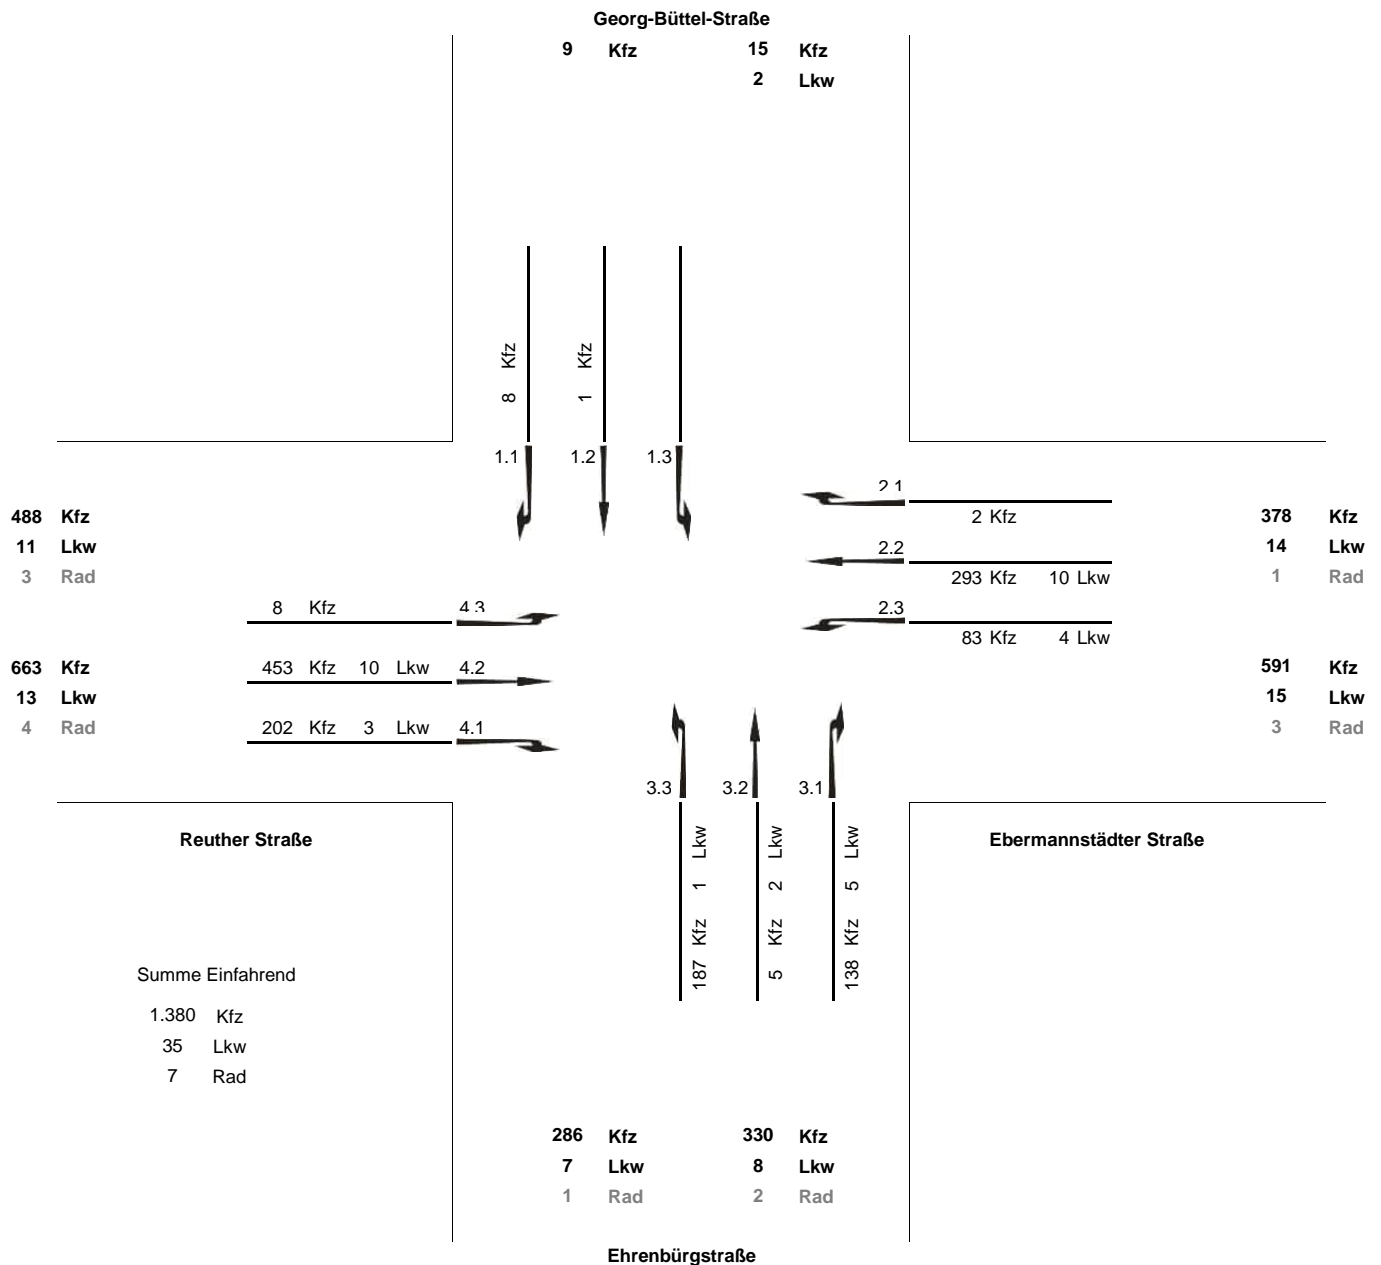 Georg-Büttel-Straße
9 Kfz 15 Kfz
2 Lkw
8 Kfz
1 Kfz
1.1 1.2 1.3
2.1
2 Kfz
2.2
293 Kfz 10 Lkw
2.3
83 Kfz 4 Lkw
488 Kfz
11 Lkw
3 Rad
378 Kfz
14 Lkw
1 Rad
8 Kfz 4.3
453 Kfz 10 Lkw 4.2
202 Kfz 3 Lkw 4.1
663 Kfz
13 Lkw
4 Rad
591 Kfz
15 Lkw
3 Rad
3.3 3.2 3.1
187 Kfz 1 Lkw
5 Kfz 2 Lkw
138 Kfz 5 Lkw
Reuther Straße
Ebermannstädter Straße
Summe Einfahrend
1.380 Kfz
35 Lkw
7 Rad
286 Kfz 330 Kfz
7 Lkw 8 Lkw
1 Rad 2 Rad
Ehrenbürgstraße